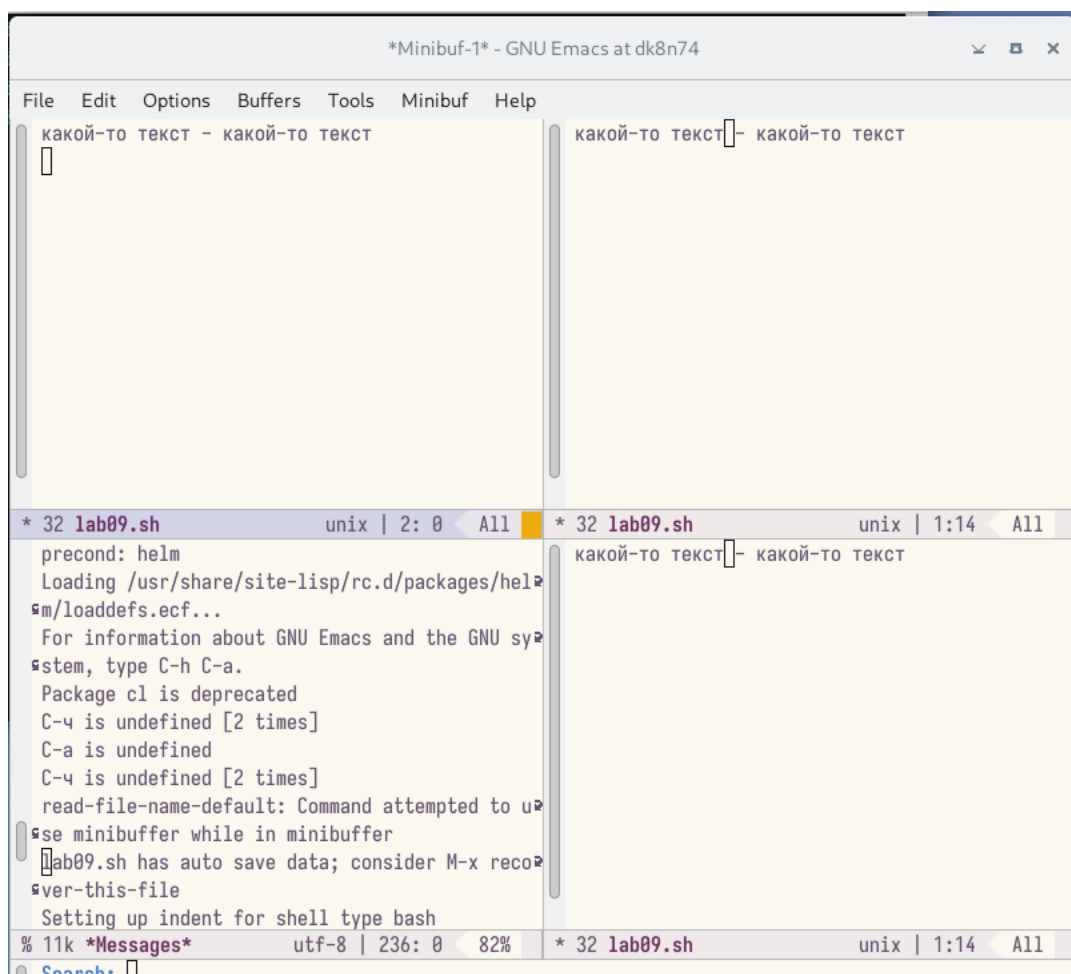 *Minibuf-1* - GNU Emacs at dk8n74
File Edit Options Buffers Tools Minibuf Help
какой-то текст - какой-то текст
какой-то текст - какой-то текст
* 32 lab09.sh unix | 2: 0 All
* 32 lab09.sh unix | 1:14 All
precond: helm
Loading /usr/share/site-lisp/rc.d/packages/hel
m/loaddefs.ecf...
For information about GNU Emacs and the GNU sy
stem, type C-h C-a.
Package cl is deprecated
C-ч is undefined [2 times]
C-а is undefined
C-ч is undefined [2 times]
read-file-name-default: Command attempted to u
se minibuffer while in minibuffer
lab09.sh has auto save data; consider M-x reco
ver-this-file
Setting up indent for shell type bash
% 11k *Messages* utf-8 | 236: 0 82%
какой-то текст - какой-то текст
* 32 lab09.sh unix | 1:14 All
Search: